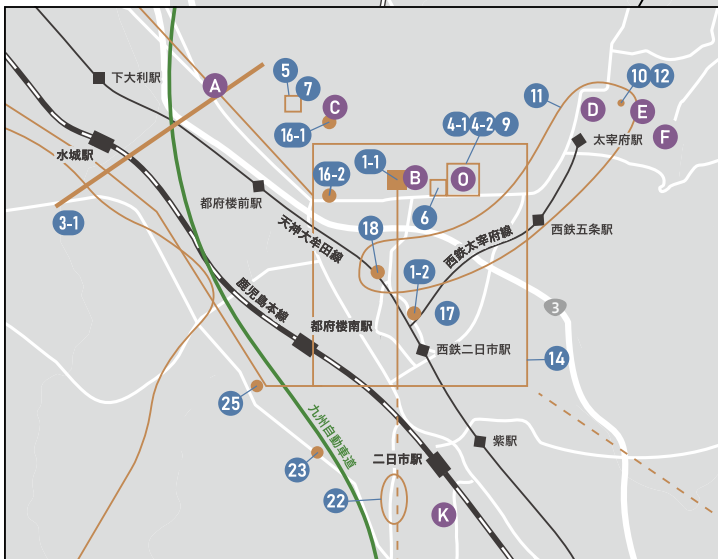 5
7
10
12
下大利駅
A
11
C
D
E
4-1
4-2
9
16-1
太宰府駅
F
水城駅
1-1
B
O
都府楼前駅
16-2
6
3-1
西鉄五条駅
18
天神大牟田線
西鉄太宰府線
1-2
鹿児島本線
3
17
都府楼南駅
西鉄二日市駅
14
25
九州自動車道
紫駅
23
二日市駅
22
K